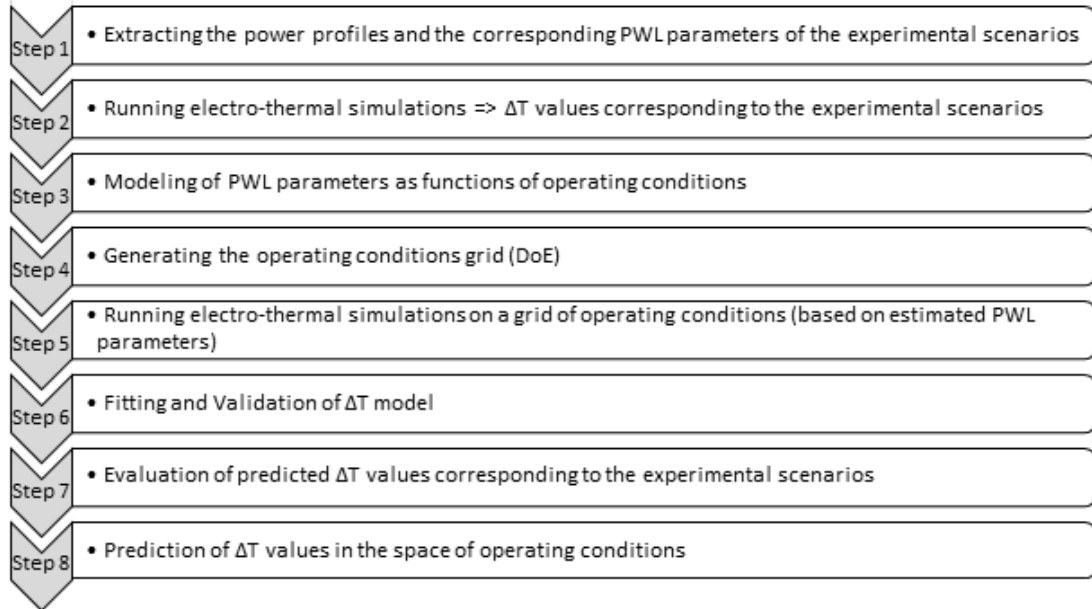 Step 1
• Extracting the power profiles and the corresponding PWL parameters of the experimental scenarios
Step 2
• Running electro-thermal simulations => ΔT values corresponding to the experimental scenarios
Step 3
• Modeling of PWL parameters as functions of operating conditions
Step 4
• Generating the operating conditions grid (DoE)
Step 5
• Running electro-thermal simulations on a grid of operating conditions (based on estimated PWL
parameters)
Step 6
• Fitting and Validation of ΔT model
Step 7
• Evaluation of predicted ΔT values corresponding to the experimental scenarios
Step 8
• Prediction of ΔT values in the space of operating conditions